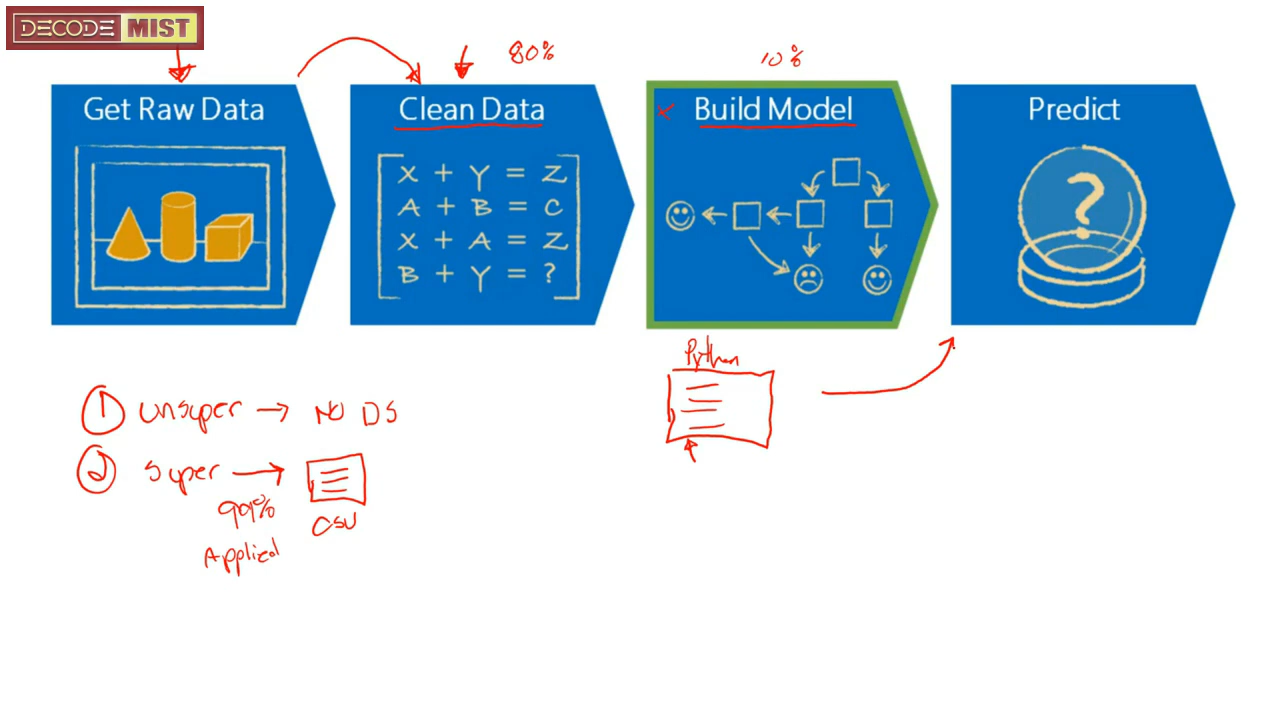 DECODE MIST
80%
10%
Get Raw Data
Clean Data
x Build Model
Predict
X + Y = Z
A + B = C
X + A = Z
B + Y = ?
?
Python
① unsuper → NO DS
② super →
99%
CSV
Applied